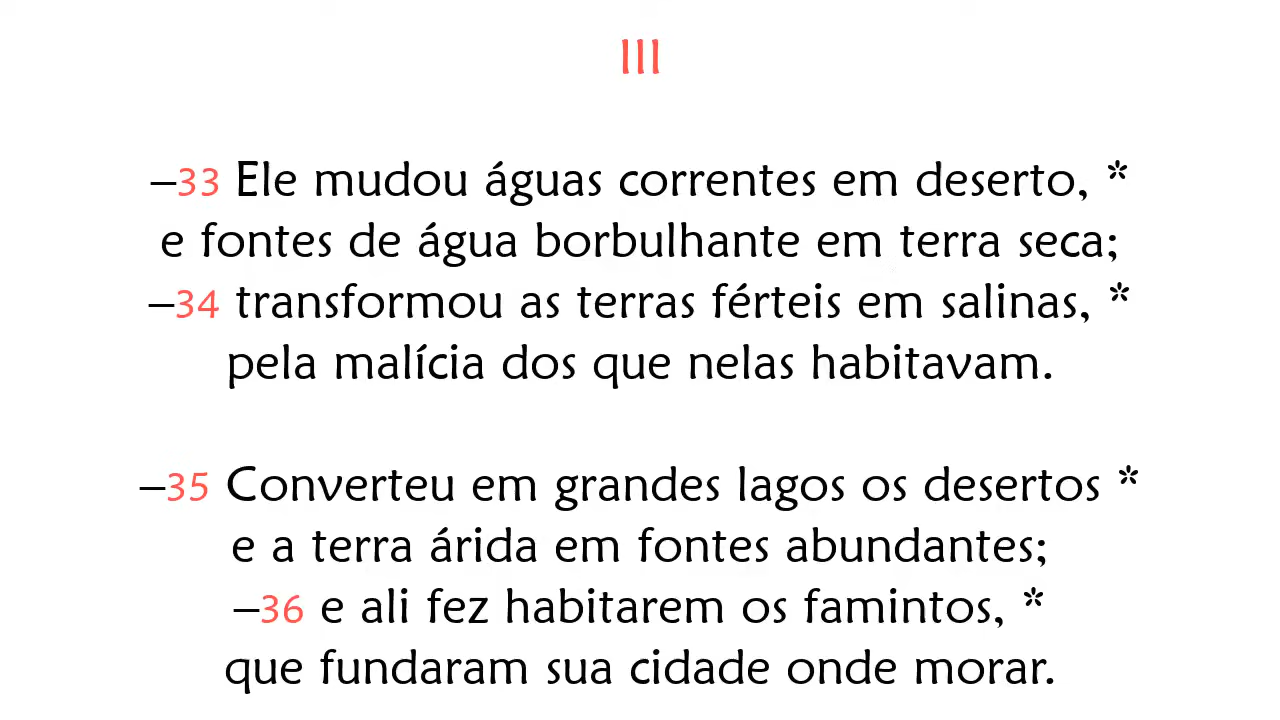 III
–33 Ele mudou águas correntes em deserto, *
e fontes de água borbulhante em terra seca;
–34 transformou as terras férteis em salinas, *
pela malícia dos que nelas habitavam.
–35 Converteu em grandes lagos os desertos *
e a terra árida em fontes abundantes;
–36 e ali fez habitarem os famintos, *
que fundaram sua cidade onde morar.